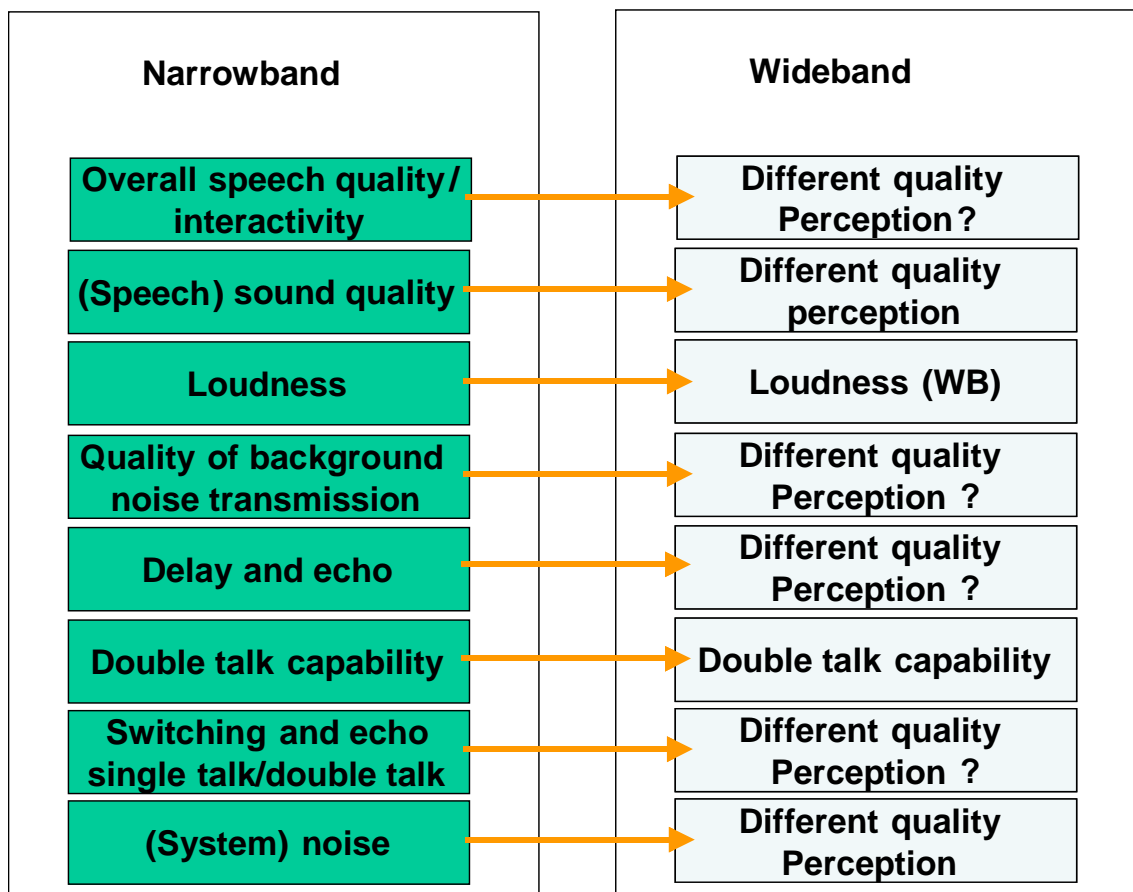 Narrowband
Wideband
Overall speech quality/
interactivity
Different quality
Perception?
(Speech) sound quality
Different quality
perception
Loudness
Loudness (WB)
Quality of background
noise transmission
Different quality
Perception ?
Delay and echo
Different quality
Perception ?
Double talk capability
Double talk capability
Switching and echo
single talk/double talk
Different quality
Perception ?
(System) noise
Different quality
Perception